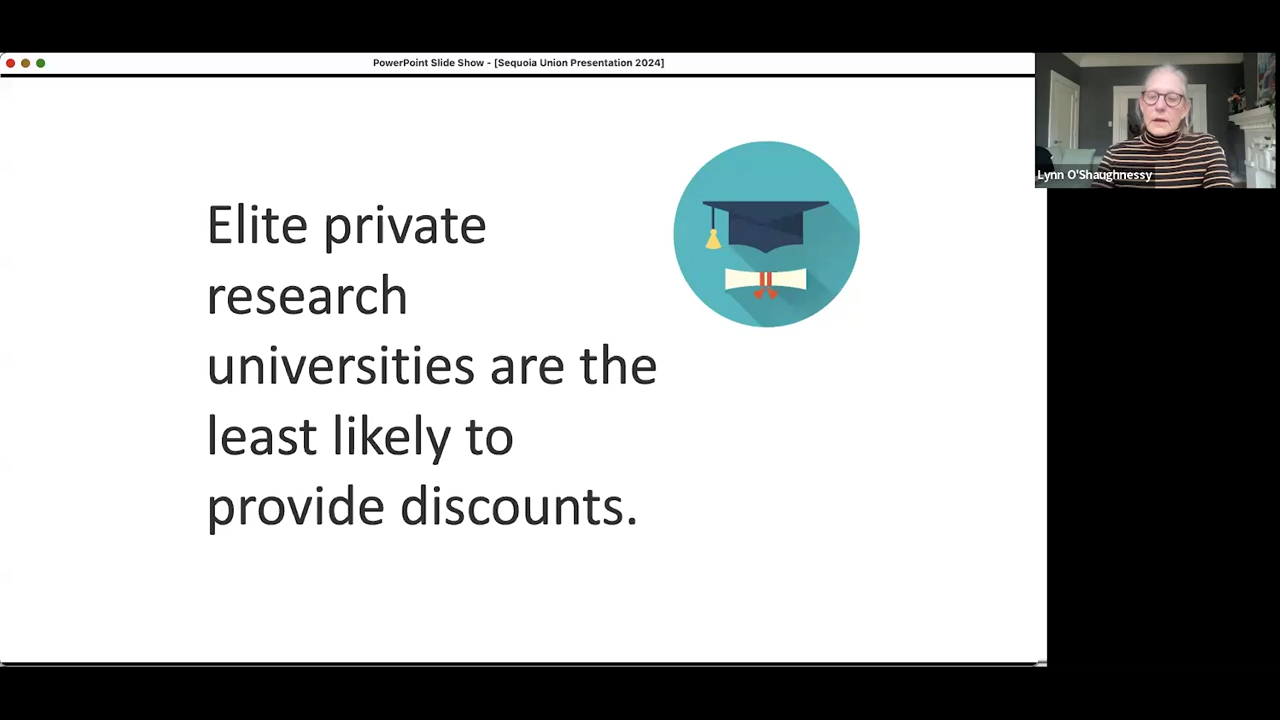 PowerPoint Slide Show - [Sequoia Union Presentation 2024]
Lynn O'Shaughnessy
Elite private
research
universities are the
least likely to
provide discounts.